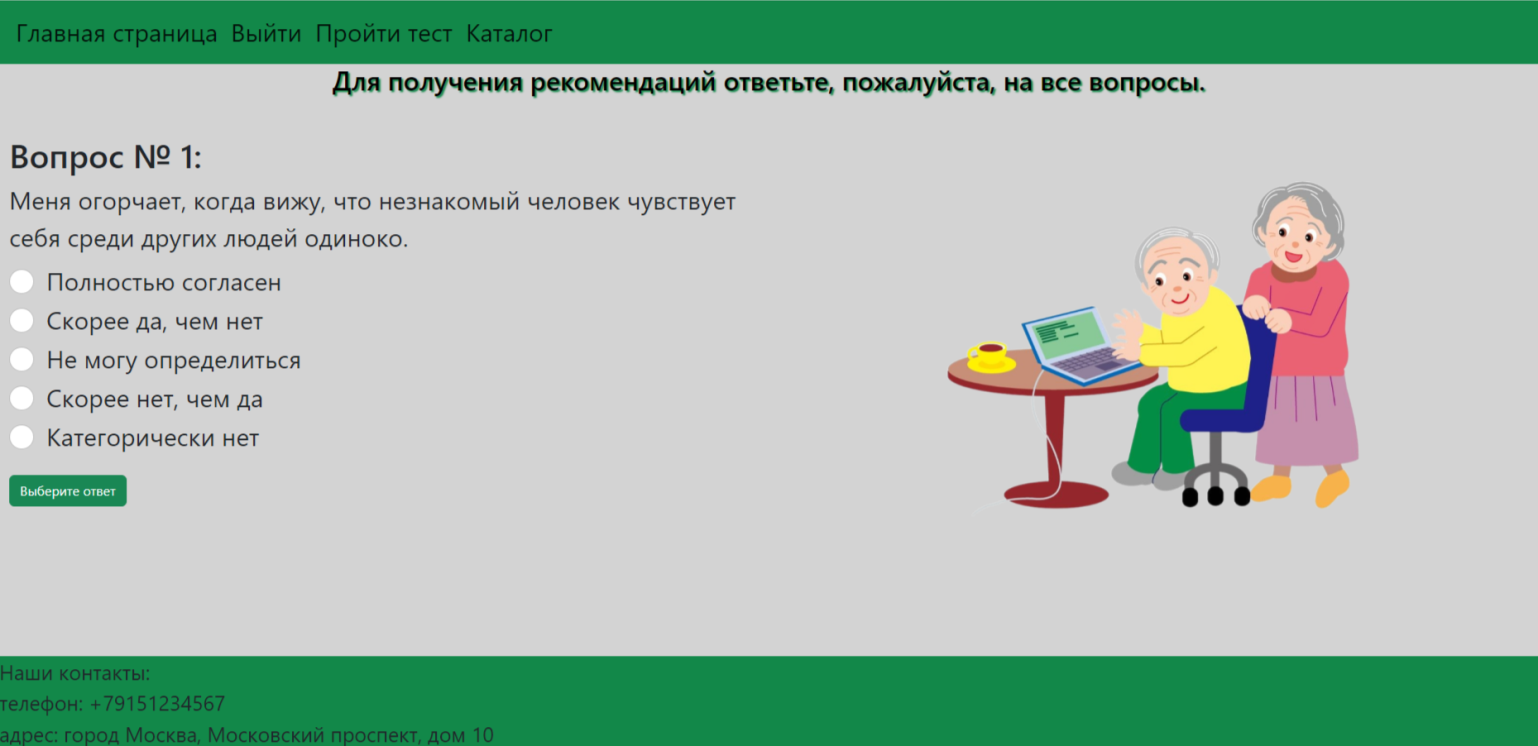 Главная страница Выйти Пройти тест Каталог
Для получения рекомендаций ответьте, пожалуйста, на все вопросы.
Вопрос № 1:
Меня огорчает, когда вижу, что незнакомый человек чувствует
себя среди других людей одиноко.
Полностью согласен
Скорее да, чем нет
Не могу определиться
Скорее нет, чем да
Категорически нет
Выберите ответ
Наши контакты:
телефон: +79151234567
адрес: город Москва, Московский проспект, дом 10